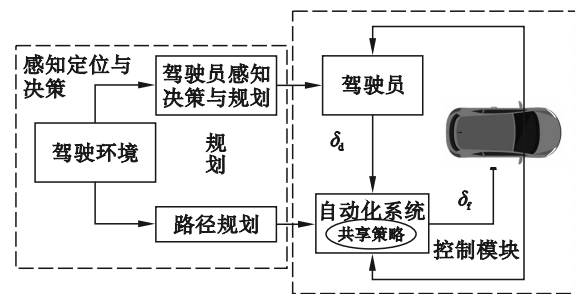 感知定位与
决策
驾驶员感知
决策与规划
驾驶员
驾驶环境
规
划
δd
路径规划
自动化系统
共享策略
δf
控制模块